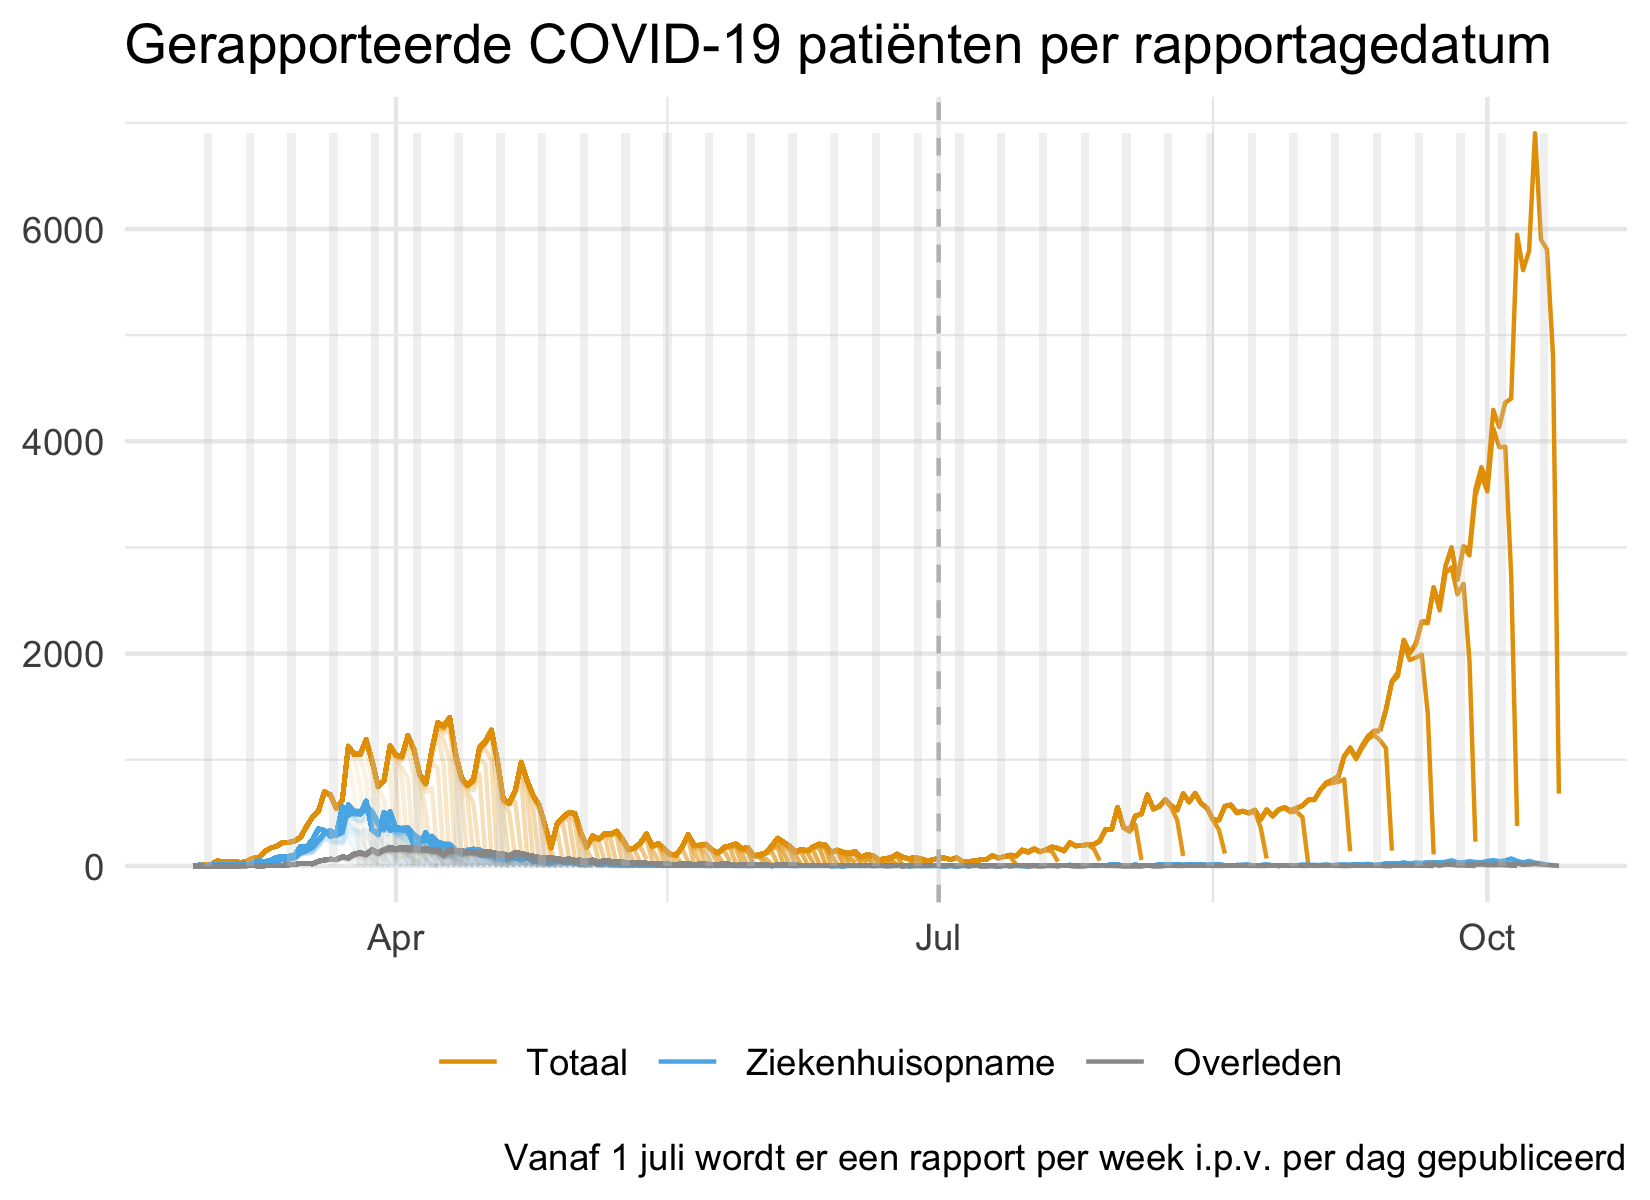 Gerapporteerde COVID-19 patiënten per rapportagedatum
6000
4000
2000
0
Apr Jul Oct
Totaal Ziekenhuisopname Overleden
Vanaf 1 juli wordt er een rapport per week i.p.v. per dag gepubliceerd